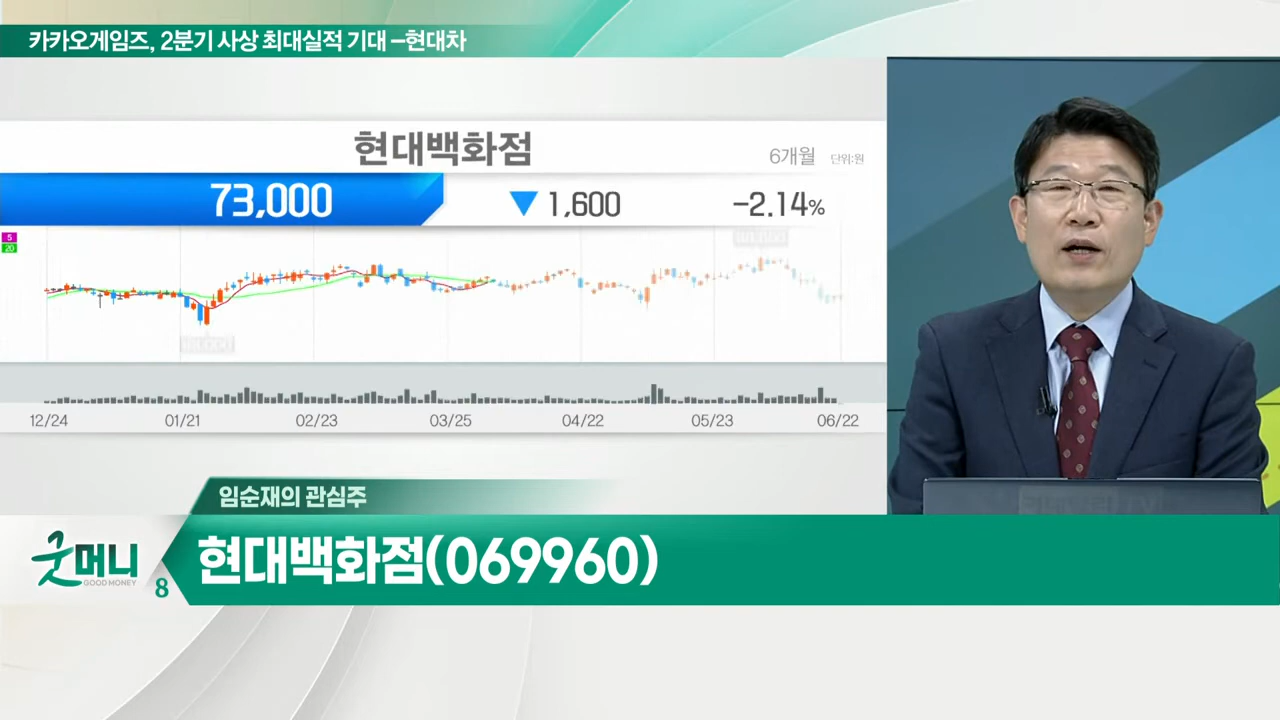 카카오게임즈, 2분기 사상 최대실적 기대 –현대차
현대백화점
6개월 단위:원
73,000 ▼ 1,600 -2.14%
5
20
12/24 01/21 02/23 03/25 04/22 05/23 06/22
임순재의 관심주
굿머니
GOOD MONEY
8
현대백화점(069960)